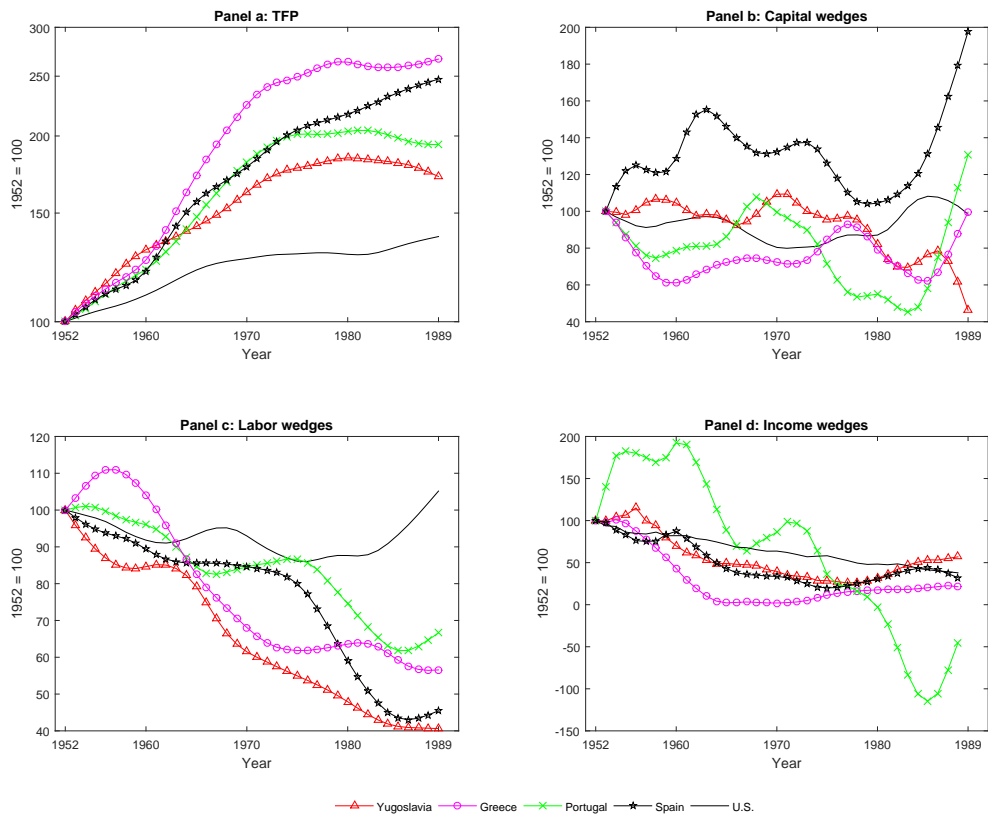 Panel a: TFP
300
250
200
150
100
1952 = 100
1952 1960 1970 1980 1989
Year
Panel b: Capital wedges
200
180
160
140
120
100
80
60
40
1952 = 100
1952 1960 1970 1980 1989
Year
Panel c: Labor wedges
120
110
100
90
80
70
60
50
40
1952 = 100
1952 1960 1970 1980 1989
Year
Panel d: Income wedges
200
150
100
50
0
-50
-100
-150
1952 = 100
1952 1960 1970 1980 1989
Year
Yugoslavia Greece Portugal Spain U.S.